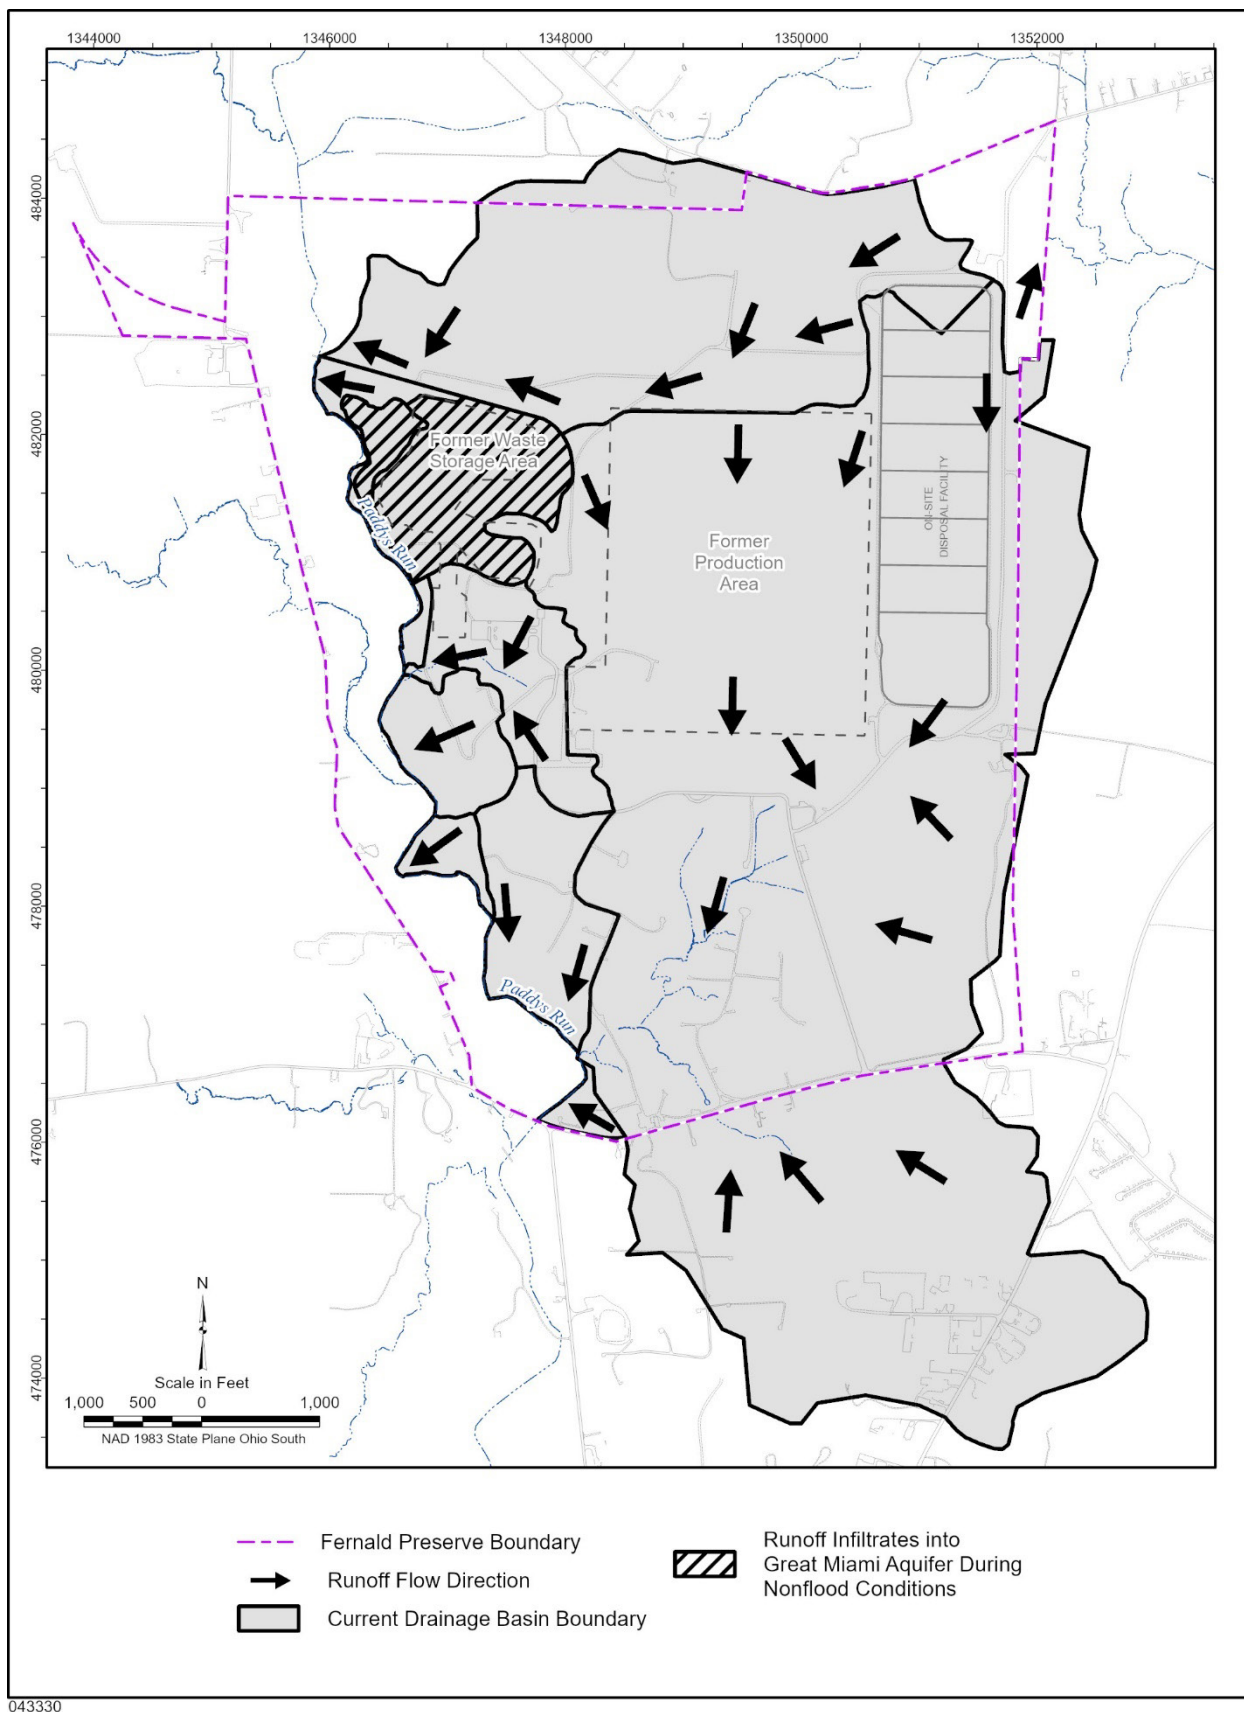 1344000
1346000
1348000
1350000
1352000
484000
482000
480000
478000
476000
474000
Former Waste
Storage Area
Paddys Run
Former
Production
Area
ON-SITE
DISPOSAL FACILITY
Paddys Run
N
Scale in Feet
1,000 500 0 1,000
NAD 1983 State Plane Ohio South
Fernald Preserve Boundary
Runoff Flow Direction
Current Drainage Basin Boundary
Runoff Infiltrates into
Great Miami Aquifer During
Nonflood Conditions
043330